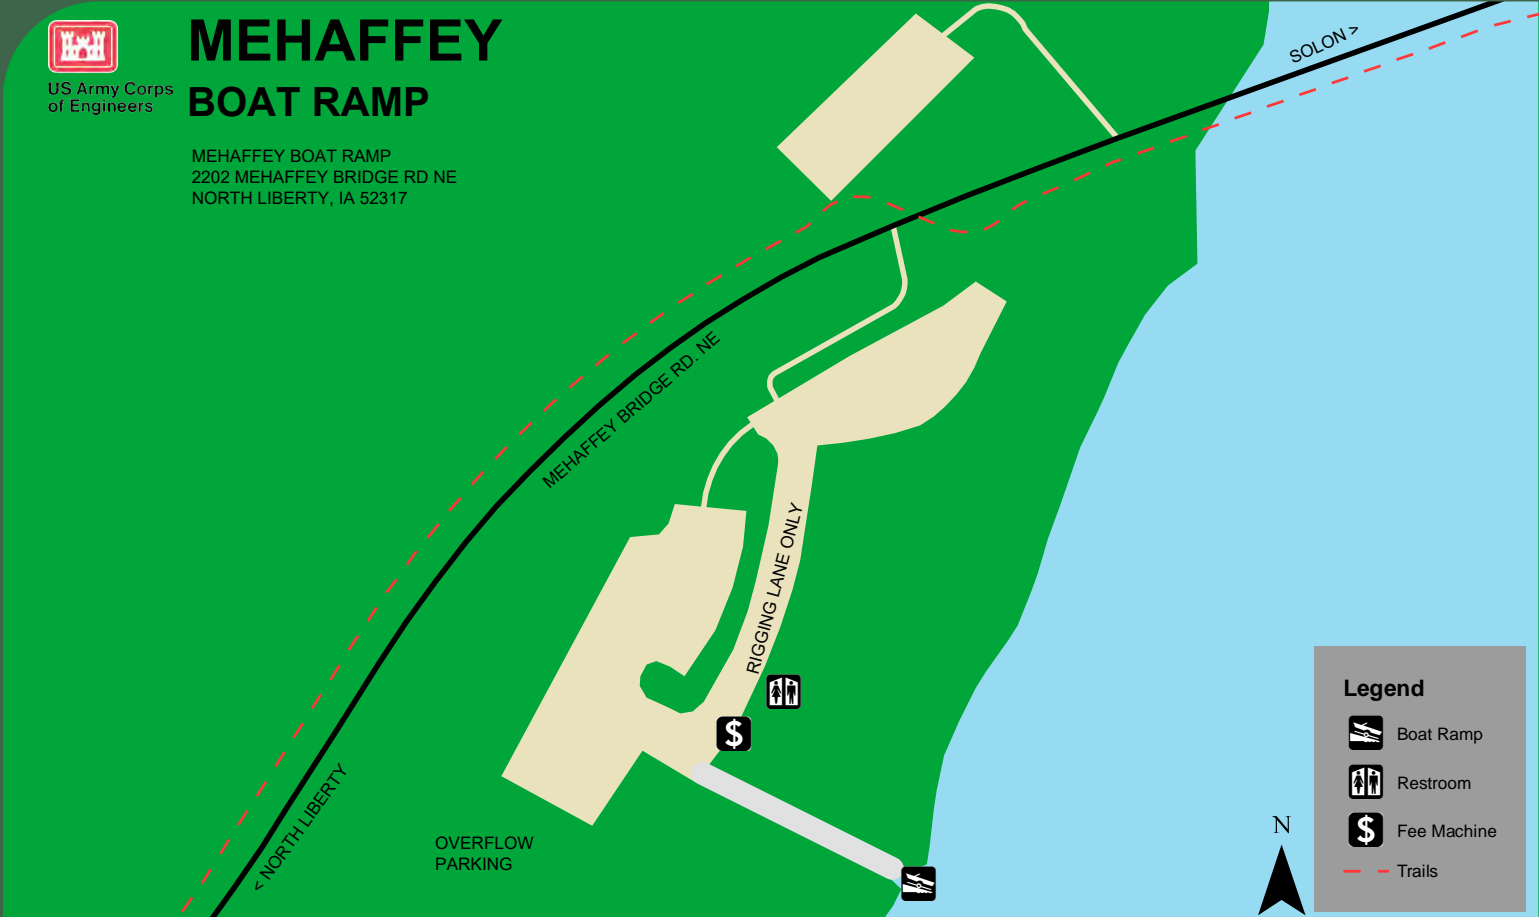 MEHAFFEY
BOAT RAMP
US Army Corps
of Engineers
MEHAFFEY BOAT RAMP
2202 MEHAFFEY BRIDGE RD NE
NORTH LIBERTY, IA 52317
SOLON >
MEHAFFEY BRIDGE RD. NE
RIGGING LANE ONLY
$
< NORTH LIBERTY
OVERFLOW
PARKING
N
Legend
Boat Ramp
Restroom
$ Fee Machine
Trails